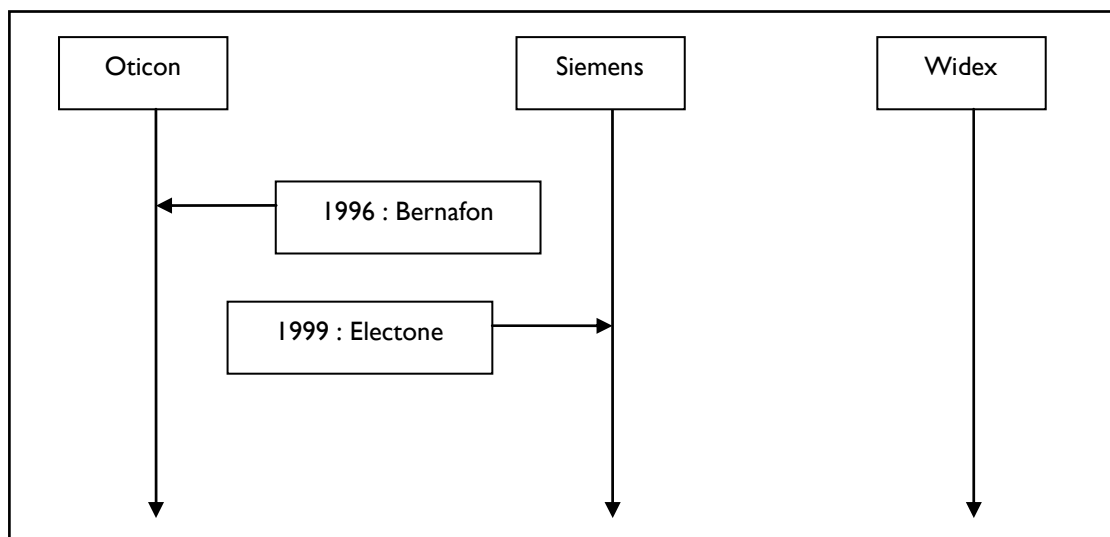 Oticon
Siemens
Widex
1996 : Bernafon
1999 : Electone